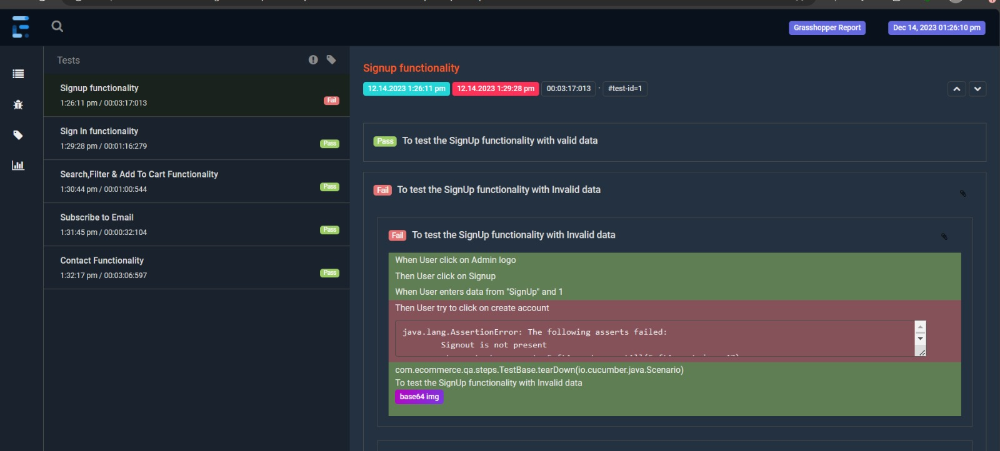 Grasshopper Report
Dec 14, 2023 01:26:10 pm
Tests
Signup functionality
1:26:11 pm / 00:03:17:013
Fail
Sign In functionality
1:29:28 pm / 00:01:16:279
Pass
Search,Filter & Add To Cart Functionality
1:30:44 pm / 00:01:00:544
Pass
Subscribe to Email
1:31:45 pm / 00:00:32:104
Pass
Contact Functionality
1:32:17 pm / 00:03:06:597
Pass
Signup functionality
12.14.2023 1:26:11 pm 12.14.2023 1:29:28 pm 00:03:17:013 · #test-id=1
Pass To test the SignUp functionality with valid data
Fail To test the SignUp functionality with Invalid data
Fail To test the SignUp functionality with Invalid data
When User click on Admin logo
Then User click on Signup
When User enters data from "SignUp" and 1
Then User try to click on create account
java.lang.AssertionError: The following asserts failed:
Signout is not present
com.ecommerce.qa.steps.TestBase.tearDown(io.cucumber.java.Scenario)
To test the SignUp functionality with Invalid data
base64 img